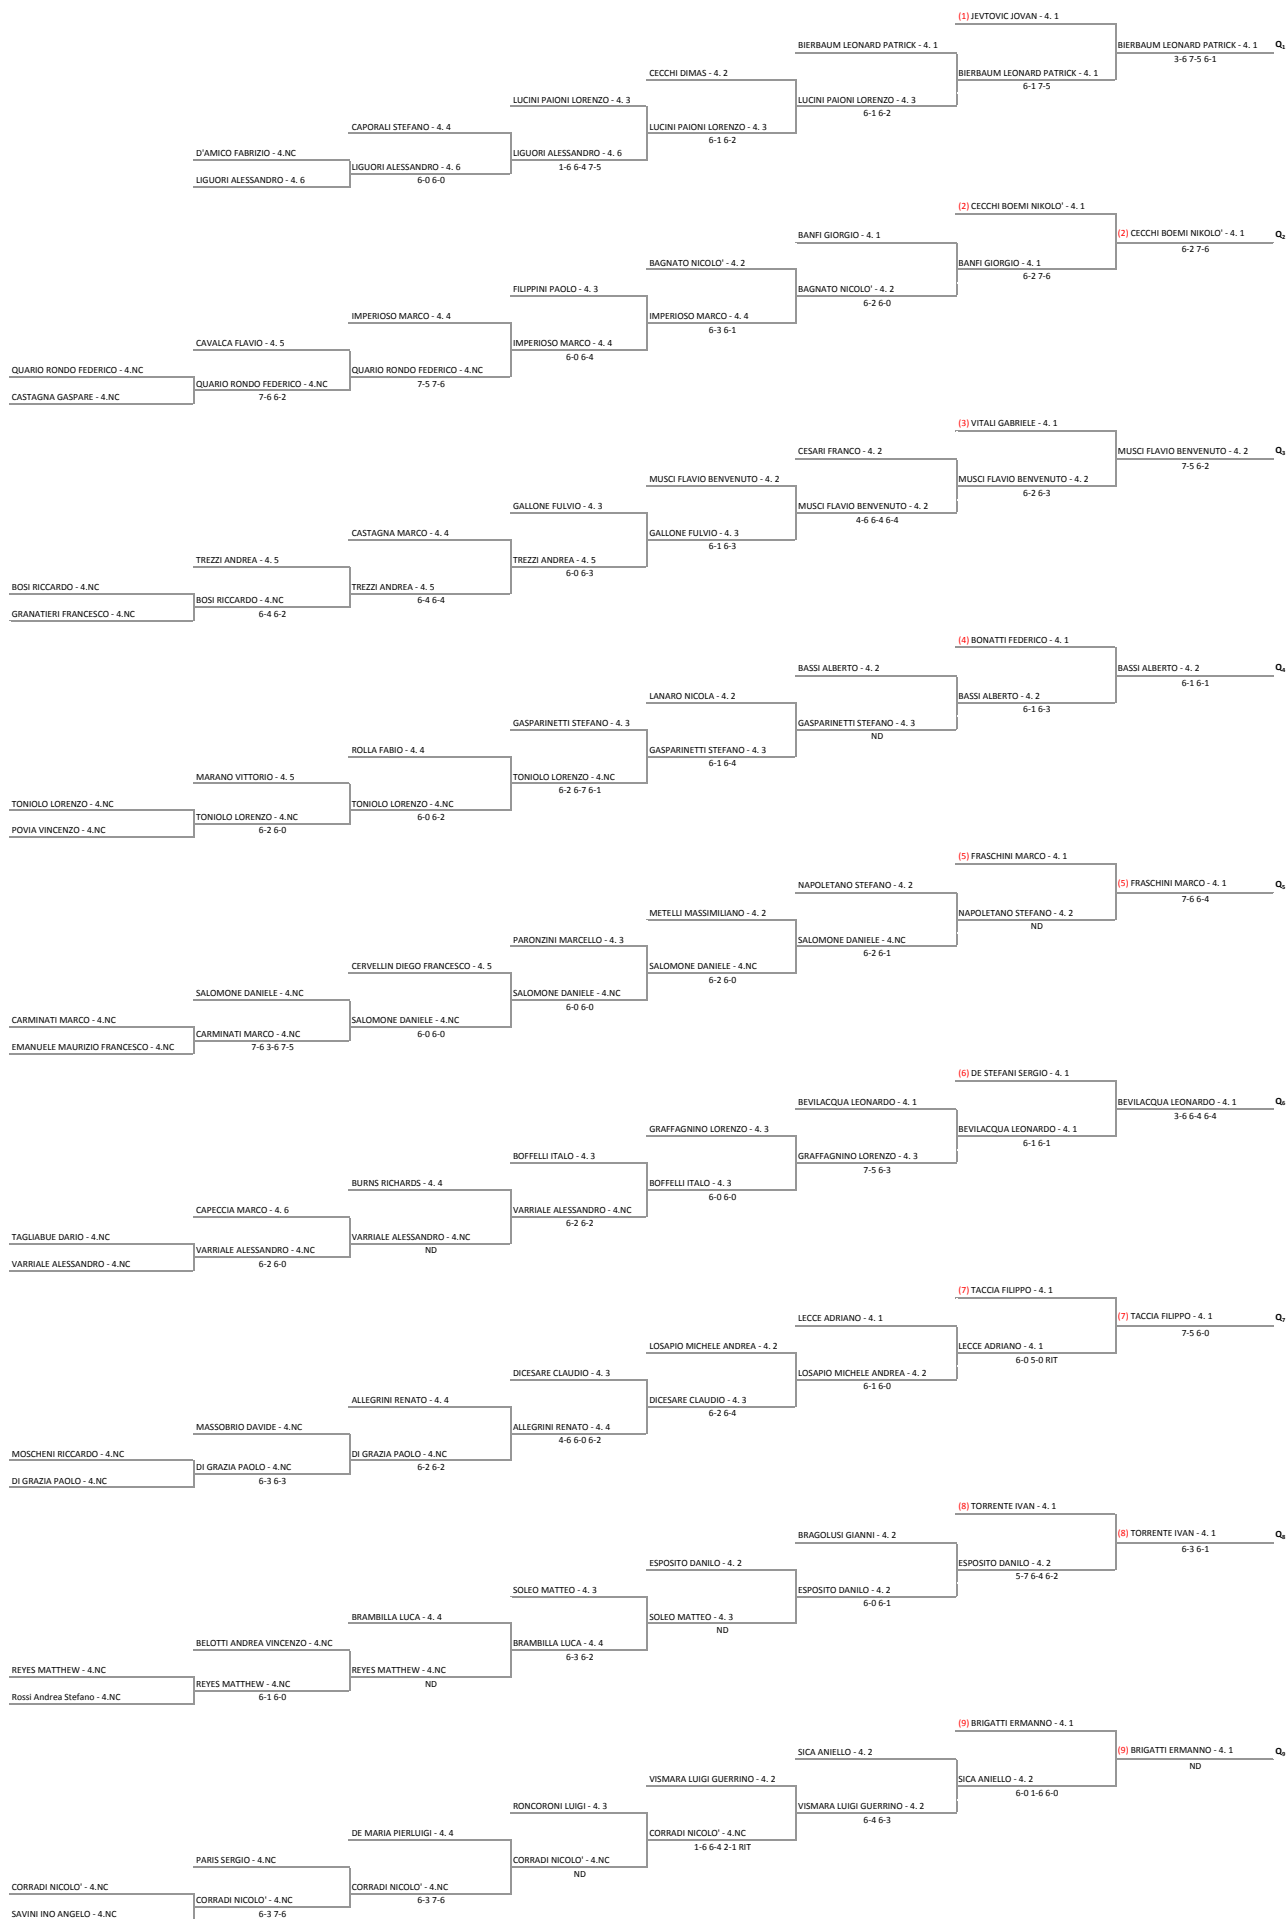 (1) JEVTOVIC JOVAN - 4. 1
BIERBAUM LEONARD PATRICK - 4. 1
BIERBAUM LEONARD PATRICK - 4. 1
Q₁
3-6 7-5 6-1
CECCHI DIMAS - 4. 2
BIERBAUM LEONARD PATRICK - 4. 1
6-1 7-5
LUCINI PAIONI LORENZO - 4. 3
LUCINI PAIONI LORENZO - 4. 3
6-1 6-2
CAPORALI STEFANO - 4. 4
LUCINI PAIONI LORENZO - 4. 3
6-1 6-2
D'AMICO FABRIZIO - 4.NC
LIGUORI ALESSANDRO - 4. 6
1-6 6-4 7-5
LIGUORI ALESSANDRO - 4. 6
6-0 6-0
LIGUORI ALESSANDRO - 4. 6
(2) CECCHI BOEMI NIKOLO' - 4. 1
BANFI GIORGIO - 4. 1
(2) CECCHI BOEMI NIKOLO' - 4. 1
Q₂
6-2 7-6
BAGNATO NICOLO' - 4. 2
BANFI GIORGIO - 4. 1
6-2 7-6
FILIPPINI PAOLO - 4. 3
BAGNATO NICOLO' - 4. 2
6-2 6-0
IMPERIOSO MARCO - 4. 4
IMPERIOSO MARCO - 4. 4
6-3 6-1
CAVALCA FLAVIO - 4. 5
IMPERIOSO MARCO - 4. 4
6-0 6-4
QUARIO RONDO FEDERICO - 4.NC
QUARIO RONDO FEDERICO - 4.NC
7-5 7-6
QUARIO RONDO FEDERICO - 4.NC
7-6 6-2
CASTAGNA GASPARE - 4.NC
(3) VITALI GABRIELE - 4. 1
CESARI FRANCO - 4. 2
MUSCI FLAVIO BENVENUTO - 4. 2
Q₃
7-5 6-2
MUSCI FLAVIO BENVENUTO - 4. 2
MUSCI FLAVIO BENVENUTO - 4. 2
6-2 6-3
GALLONE FULVIO - 4. 3
MUSCI FLAVIO BENVENUTO - 4. 2
4-6 6-4 6-4
CASTAGNA MARCO - 4. 4
GALLONE FULVIO - 4. 3
6-1 6-3
TREZZI ANDREA - 4. 5
TREZZI ANDREA - 4. 5
6-0 6-3
BOSI RICCARDO - 4.NC
TREZZI ANDREA - 4. 5
6-4 6-4
BOSI RICCARDO - 4.NC
6-4 6-2
GRANATIERI FRANCESCO - 4.NC
(4) BONATTI FEDERICO - 4. 1
BASSI ALBERTO - 4. 2
BASSI ALBERTO - 4. 2
Q₄
6-1 6-1
LANARO NICOLA - 4. 2
BASSI ALBERTO - 4. 2
6-1 6-3
GASPARINETTI STEFANO - 4. 3
GASPARINETTI STEFANO - 4. 3
ND
ROLLA FABIO - 4. 4
GASPARINETTI STEFANO - 4. 3
6-1 6-4
MARANO VITTORIO - 4. 5
TONIOLO LORENZO - 4.NC
6-2 6-7 6-1
TONIOLO LORENZO - 4.NC
TONIOLO LORENZO - 4.NC
6-0 6-2
TONIOLO LORENZO - 4.NC
6-2 6-0
POVIA VINCENZO - 4.NC
(5) FRASCHINI MARCO - 4. 1
NAPOLETANO STEFANO - 4. 2
(5) FRASCHINI MARCO - 4. 1
Q₅
7-6 6-4
METELLI MASSIMILIANO - 4. 2
NAPOLETANO STEFANO - 4. 2
ND
PARONZINI MARCELLO - 4. 3
SALOMONE DANIELE - 4.NC
6-2 6-1
CERVELLIN DIEGO FRANCESCO - 4. 5
SALOMONE DANIELE - 4.NC
6-2 6-0
SALOMONE DANIELE - 4.NC
SALOMONE DANIELE - 4.NC
6-0 6-0
CARMINATI MARCO - 4.NC
SALOMONE DANIELE - 4.NC
6-0 6-0
CARMINATI MARCO - 4.NC
7-6 3-6 7-5
EMANUELE MAURIZIO FRANCESCO - 4.NC
(6) DE STEFANI SERGIO - 4. 1
BEVILACQUA LEONARDO - 4. 1
BEVILACQUA LEONARDO - 4. 1
Q₆
3-6 6-4 6-4
GRAFFAGNINO LORENZO - 4. 3
BEVILACQUA LEONARDO - 4. 1
6-1 6-1
BOFFELLI ITALO - 4. 3
GRAFFAGNINO LORENZO - 4. 3
7-5 6-3
BURNS RICHARDS - 4. 4
BOFFELLI ITALO - 4. 3
6-0 6-0
CAPECCIA MARCO - 4. 6
VARRIALE ALESSANDRO - 4.NC
6-2 6-2
TAGLIABUE DARIO - 4.NC
VARRIALE ALESSANDRO - 4.NC
ND
VARRIALE ALESSANDRO - 4.NC
6-2 6-0
VARRIALE ALESSANDRO - 4.NC
(7) TACCIA FILIPPO - 4. 1
LECCE ADRIANO - 4. 1
(7) TACCIA FILIPPO - 4. 1
Q₇
7-5 6-0
LOSAPIO MICHELE ANDREA - 4. 2
LECCE ADRIANO - 4. 1
6-0 5-0 RIT
DICESARE CLAUDIO - 4. 3
LOSAPIO MICHELE ANDREA - 4. 2
6-1 6-0
ALLEGRINI RENATO - 4. 4
DICESARE CLAUDIO - 4. 3
6-2 6-4
MASSOBRIO DAVIDE - 4.NC
ALLEGRINI RENATO - 4. 4
4-6 6-0 6-2
MOSCHENI RICCARDO - 4.NC
DI GRAZIA PAOLO - 4.NC
6-2 6-2
DI GRAZIA PAOLO - 4.NC
6-3 6-3
DI GRAZIA PAOLO - 4.NC
(8) TORRENTE IVAN - 4. 1
BRAGOLUSI GIANNI - 4. 2
(8) TORRENTE IVAN - 4. 1
Q₈
6-3 6-1
ESPOSITO DANILO - 4. 2
ESPOSITO DANILO - 4. 2
5-7 6-4 6-2
SOLEO MATTEO - 4. 3
ESPOSITO DANILO - 4. 2
6-0 6-1
BRAMBILLA LUCA - 4. 4
SOLEO MATTEO - 4. 3
ND
BELOTTI ANDREA VINCENZO - 4.NC
BRAMBILLA LUCA - 4. 4
6-3 6-2
REYES MATTHEW - 4.NC
REYES MATTHEW - 4.NC
ND
REYES MATTHEW - 4.NC
6-1 6-0
Rossi Andrea Stefano - 4.NC
(9) BRIGATTI ERMANNO - 4. 1
SICA ANIELLO - 4. 2
(9) BRIGATTI ERMANNO - 4. 1
Q₉
ND
VISMARA LUIGI GUERRINO - 4. 2
SICA ANIELLO - 4. 2
6-0 1-6 6-0
RONCORONI LUIGI - 4. 3
VISMARA LUIGI GUERRINO - 4. 2
6-4 6-3
DE MARIA PIERLUIGI - 4. 4
CORRADI NICOLO' - 4.NC
1-6 6-4 2-1 RIT
PARIS SERGIO - 4.NC
CORRADI NICOLO' - 4.NC
ND
CORRADI NICOLO' - 4.NC
CORRADI NICOLO' - 4.NC
6-3 7-6
CORRADI NICOLO' - 4.NC
6-3 7-6
SAVINI INO ANGELO - 4.NC